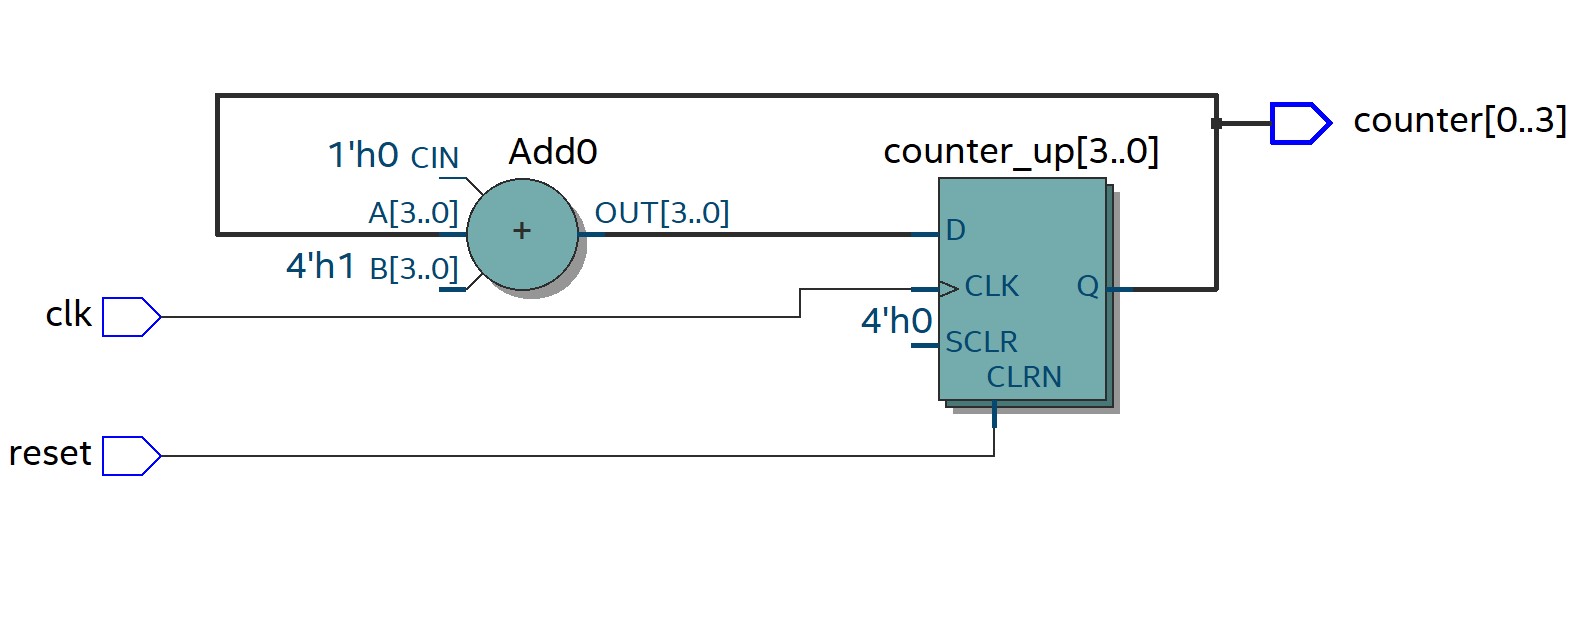 counter[0..3]
1'h0 CIN
Add0
counter_up[3..0]
A[3..0]
OUT[3..0]
+
D
4'h1 B[3..0]
CLK
Q
clk
4'h0
SCLR
CLRN
reset